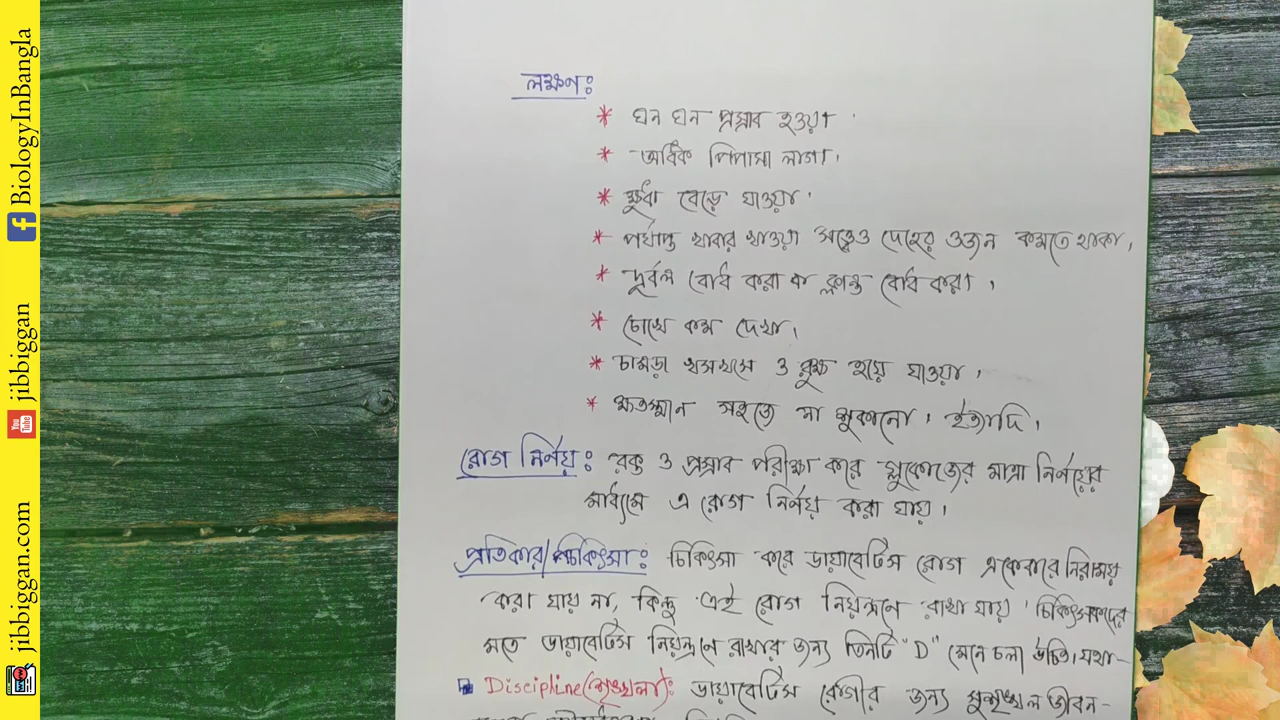 BiologyInBangla
jibbiggan
jibbiggan.com
লক্ষণঃ
* ঘন ঘন প্রস্রাব হওয়া।
* অধিক পিপাসা লাগা।
* ক্ষুধা বেড়ে যাওয়া।
* পর্যাপ্ত খাবার খাওয়া সত্ত্বেও দেহের ওজন কমতে থাকা,
* দুর্বল বোধ করা বা ক্লান্ত বোধ করা।
* চোখে কম দেখা।
* চামড়া খসখসে ও রুক্ষ হয়ে যাওয়া।
* ক্ষতস্থান সহজে না শুকানো। ইত্যাদি।
রোগ নির্ণয়ঃ রক্ত ও প্রস্রাব পরীক্ষা করে গ্লুকোজের মাত্রা নির্ণয়ের
মাধ্যমে এ রোগ নির্ণয় করা যায়।
প্রতিকার/চিকিৎসাঃ চিকিৎসা করে ডায়াবেটিস রোগ একেবারে নিরাময়
করা যায় না, কিন্তু এই রোগ নিয়ন্ত্রণে রাখা যায়। চিকিৎসকদের
মতে ডায়াবেটিস নিয়ন্ত্রণে রাখার জন্য তিনটি "D" মেনে চলা উচিত। যথা-
Discipline (শৃঙ্খলা)ঃ ডায়াবেটিস রোগীর জন্য সুশৃঙ্খল জীবন-